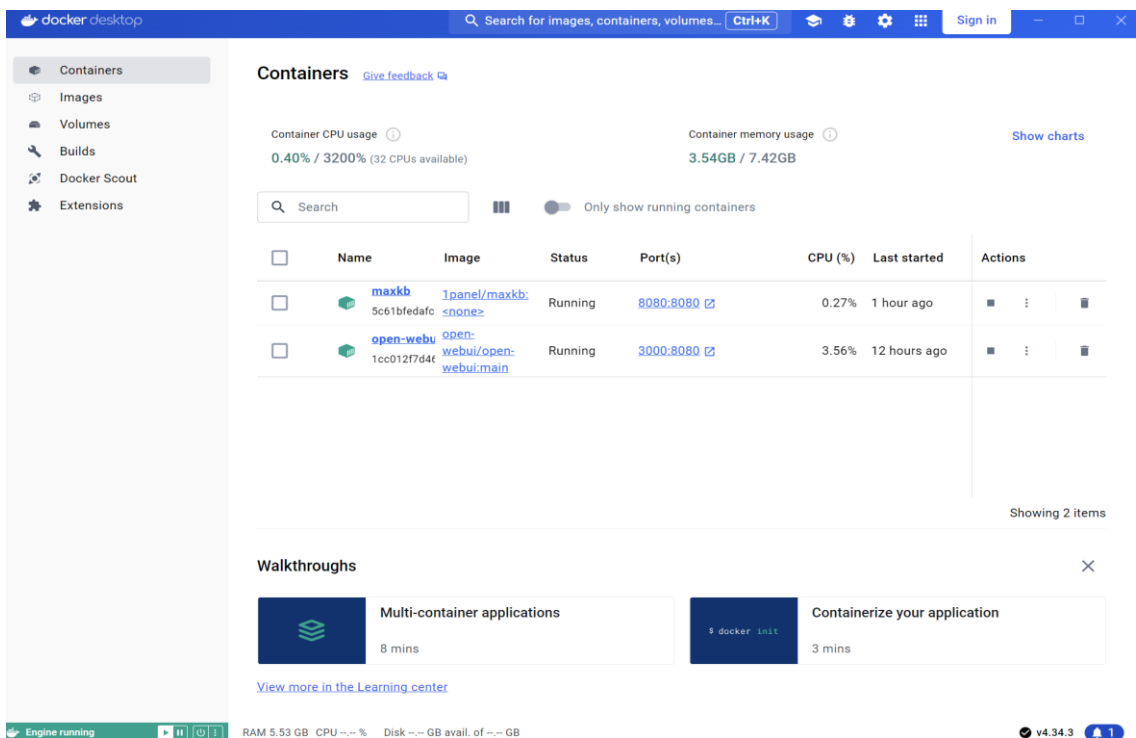 docker desktop
Search for images, containers, volumes... Ctrl+K
Sign in
Containers
Images
Volumes
Builds
Docker Scout
Extensions
Containers Give feedback
Container CPU usage
0.40% / 3200% (32 CPUs available)
Container memory usage
3.54GB / 7.42GB
Show charts
Search
Only show running containers
Name Image Status Port(s) CPU (%) Last started Actions
maxkb 1panel/maxkb: Running 8080:8080 0.27% 1 hour ago
5c61bfedafc <none>
open-webu open-
webui/open- Running 3000:8080 3.56% 12 hours ago
1cc012f7d46 webui:main
Showing 2 items
Walkthroughs
Multi-container applications
8 mins
$ docker init
Containerize your application
3 mins
View more in the Learning center
Engine running
RAM 5.53 GB CPU --.-- % Disk --.-- GB avail. of --.-- GB
v4.34.3 1